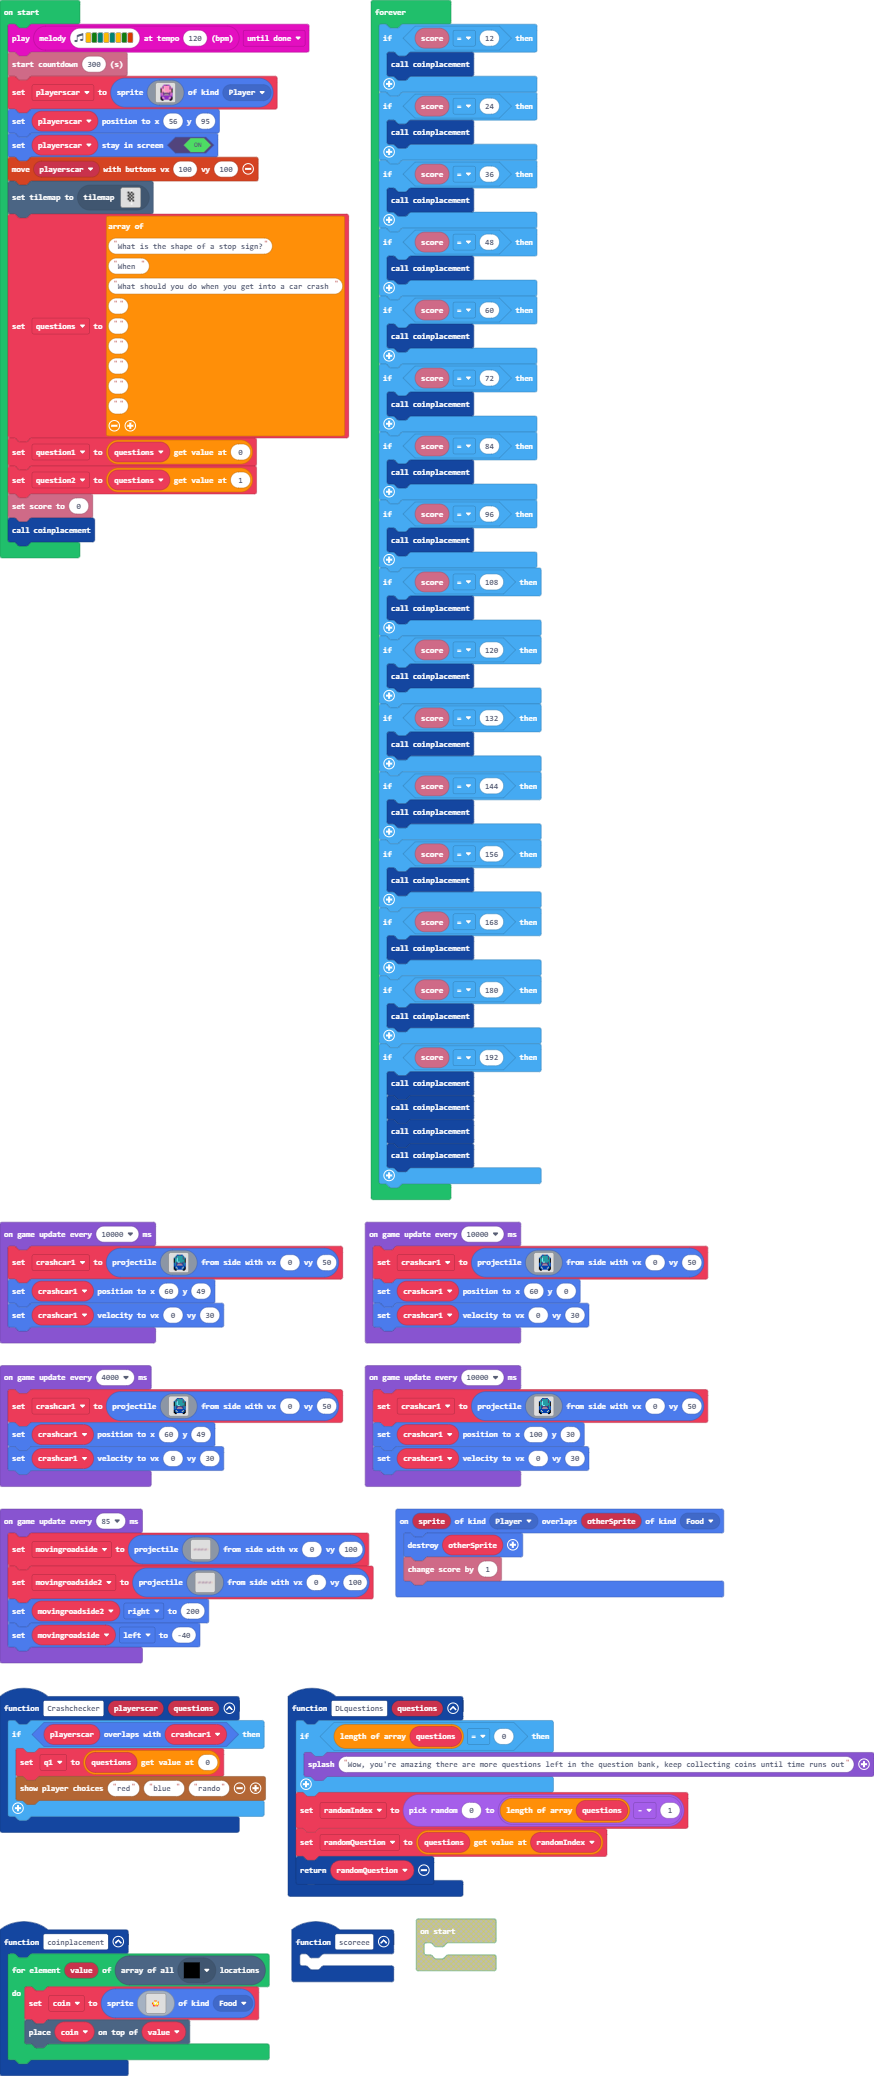 on start
play melody at tempo 120 (bpm) until done
start countdown 300 (s)
set playerscar to sprite of kind Player
set playerscar position to x 56 y 95
set playerscar stay in screen ON
move playerscar with buttons vx 100 vy 100
set tilemap to tilemap
set questions to
array of
"What is the shape of a stop sign?"
"When "
"What should you do when you get into a car crash "
" "
" "
" "
" "
" "
" "
set question1 to questions get value at 0
set question2 to questions get value at 1
set score to 0
call coinplacement
forever
if score = 12 then
call coinplacement
if score = 24 then
call coinplacement
if score = 36 then
call coinplacement
if score = 48 then
call coinplacement
if score = 60 then
call coinplacement
if score = 72 then
call coinplacement
if score = 84 then
call coinplacement
if score = 96 then
call coinplacement
if score = 108 then
call coinplacement
if score = 120 then
call coinplacement
if score = 132 then
call coinplacement
if score = 144 then
call coinplacement
if score = 156 then
call coinplacement
if score = 168 then
call coinplacement
if score = 180 then
call coinplacement
if score = 192 then
call coinplacement
call coinplacement
call coinplacement
call coinplacement
on game update every 10000 ms
set crashcar1 to projectile from side with vx 0 vy 50
set crashcar1 position to x 60 y 49
set crashcar1 velocity to vx 0 vy 30
on game update every 10000 ms
set crashcar1 to projectile from side with vx 0 vy 50
set crashcar1 position to x 60 y 0
set crashcar1 velocity to vx 0 vy 30
on game update every 4000 ms
set crashcar1 to projectile from side with vx 0 vy 50
set crashcar1 position to x 60 y 49
set crashcar1 velocity to vx 0 vy 30
on game update every 10000 ms
set crashcar1 to projectile from side with vx 0 vy 50
set crashcar1 position to x 100 y 30
set crashcar1 velocity to vx 0 vy 30
on game update every 85 ms
set movingroadside to projectile from side with vx 0 vy 100
set movingroadside2 to projectile from side with vx 0 vy 100
set movingroadside2 right to 200
set movingroadside left to -40
on sprite of kind Player overlaps otherSprite of kind Food
destroy otherSprite
change score by 1
function Crashchecker playerscar questions
if playerscar overlaps with crashcar1 then
set q1 to questions get value at 0
show player choices "red" "blue " "rando"
function DLquestions questions
if length of array questions = 0 then
splash "Wow, you're amazing there are more questions left in the question bank, keep collecting coins until time runs out"
set randomIndex to pick random 0 to length of array questions - 1
set randomQuestion to questions get value at randomIndex
return randomQuestion
function coinplacement
for element value of array of all locations
do
set coin to sprite of kind Food
place coin on top of value
function scoreee
on start